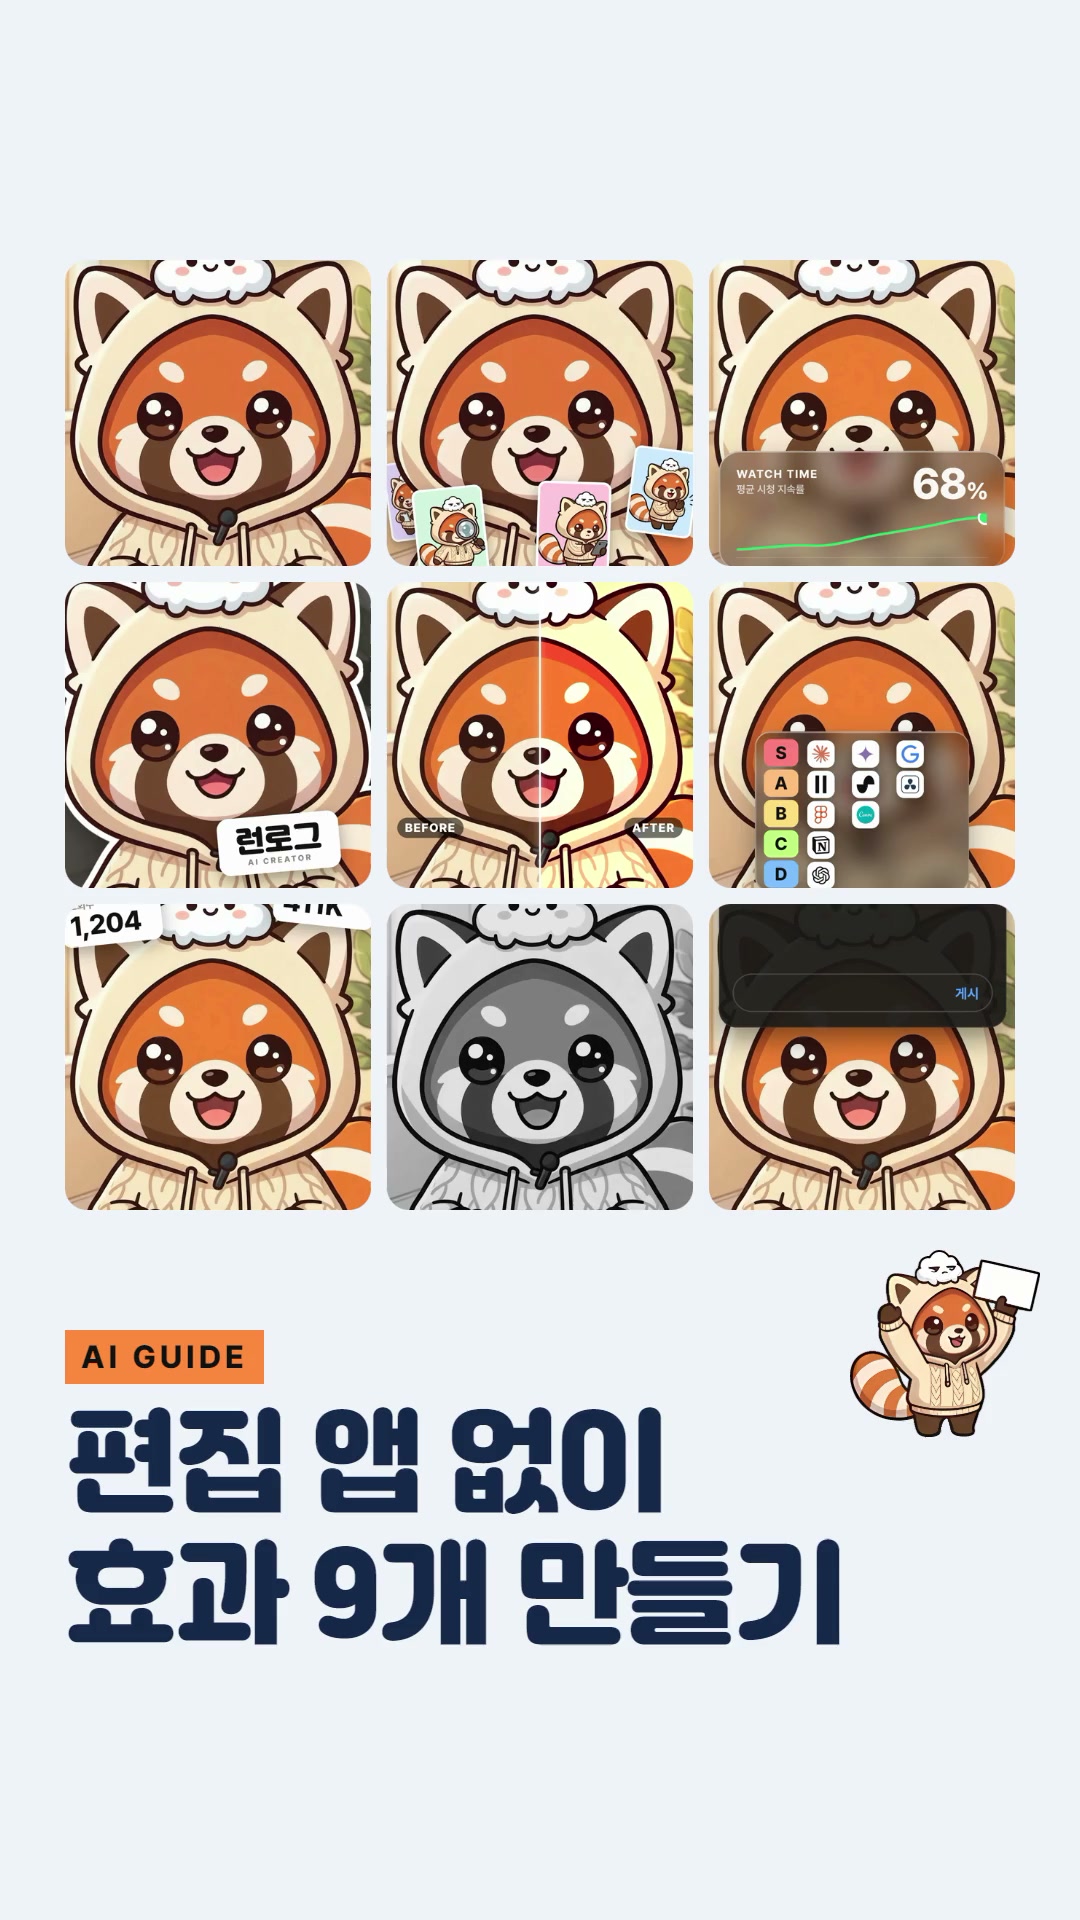 WATCH TIME
평균 시청 지속률
68%
런로그
AI CREATOR
BEFORE
AFTER
S
A
B
C
D
1,204
게시
AI GUIDE
편집 앱 없이
효과 9개 만들기